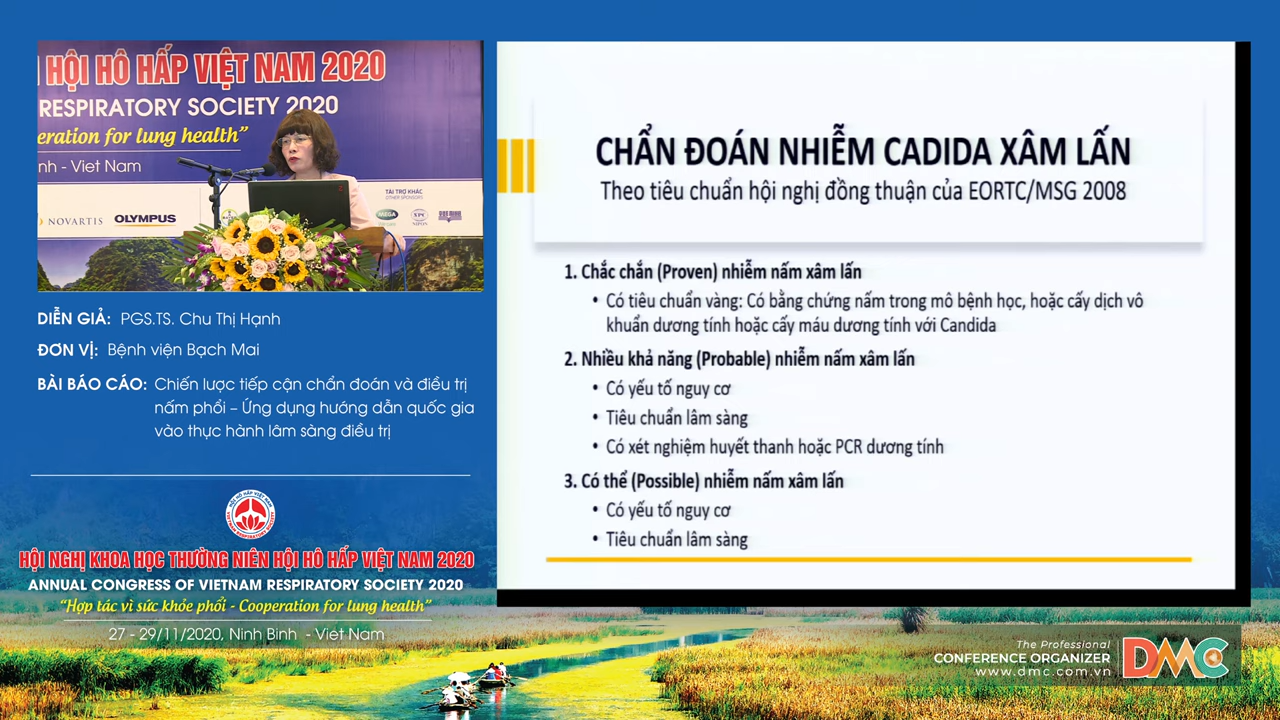 HỘI HÔ HẤP VIỆT NAM 2020
RESPIRATORY SOCIETY 2020
eration for lung health”
nh - Viet Nam
NOVARTIS
OLYMPUS
TÀI TRỢ KHÁC
OTHER SPONSORS
MEGA
DIỄN GIẢ: PGS.TS. Chu Thị Hạnh
ĐƠN VỊ: Bệnh viện Bạch Mai
BÀI BÁO CÁO: Chiến lược tiếp cận chẩn đoán và điều trị
nấm phổi – Ứng dụng hướng dẫn quốc gia
vào thực hành lâm sàng điều trị
HỘI NGHỊ KHOA HỌC THƯỜNG NIÊN HỘI HÔ HẤP VIỆT NAM 2020
ANNUAL CONGRESS OF VIETNAM RESPIRATORY SOCIETY 2020
“Hợp tác vì sức khỏe phổi - Cooperation for lung health”
27 - 29/11/2020, Ninh Binh - Viet Nam
CHẨN ĐOÁN NHIỄM CADIDA XÂM LẤN
Theo tiêu chuẩn hội nghị đồng thuận của EORTC/MSG 2008
1. Chắc chắn (Proven) nhiễm nấm xâm lấn
• Có tiêu chuẩn vàng: Có bằng chứng nấm trong mô bệnh học, hoặc cấy dịch vô
khuẩn dương tính hoặc cấy máu dương tính với Candida
2. Nhiều khả năng (Probable) nhiễm nấm xâm lấn
• Có yếu tố nguy cơ
• Tiêu chuẩn lâm sàng
• Có xét nghiệm huyết thanh hoặc PCR dương tính
3. Có thể (Possible) nhiễm nấm xâm lấn
• Có yếu tố nguy cơ
• Tiêu chuẩn lâm sàng
The Professional
CONFERENCE ORGANIZER
www.dmc.com.vn
DMC